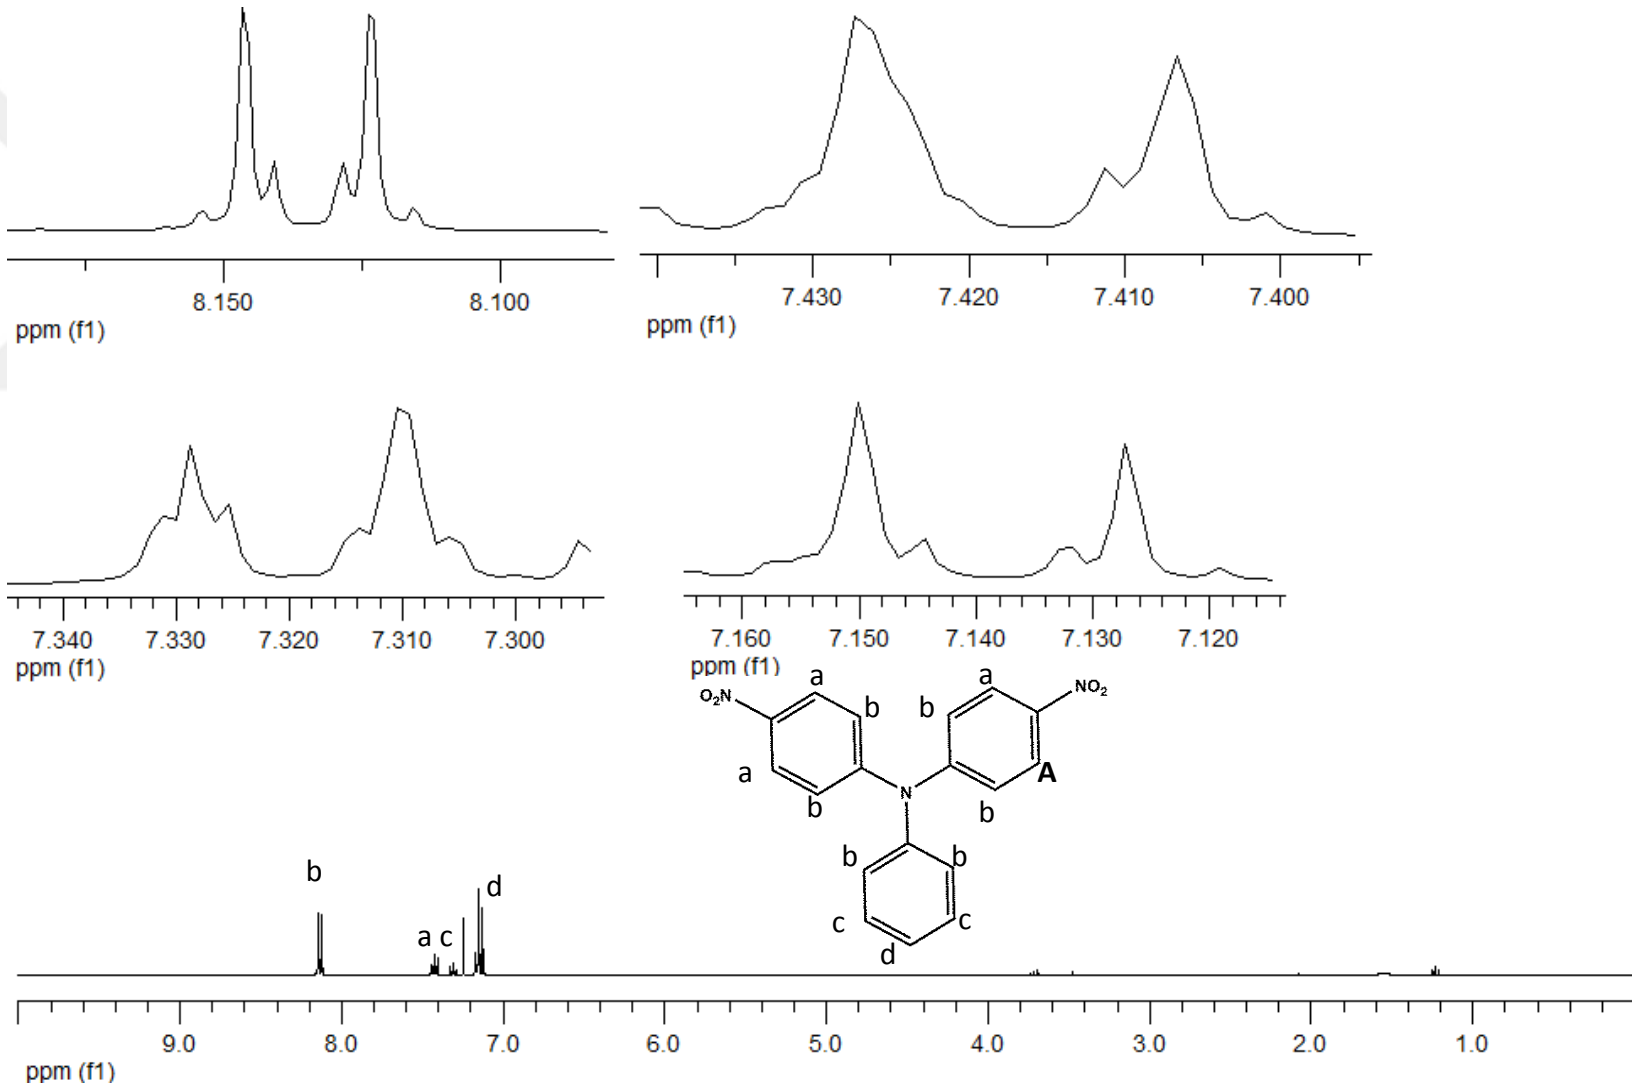 8.150 8.100
ppm (f1)
7.430 7.420 7.410 7.400
ppm (f1)
7.340 7.330 7.320 7.310 7.300
ppm (f1)
7.160 7.150 7.140 7.130 7.120
ppm (f1)
O2N a b b a NO2
a b N b A
b b
c c
d
b a c d
9.0 8.0 7.0 6.0 5.0 4.0 3.0 2.0 1.0
ppm (f1)